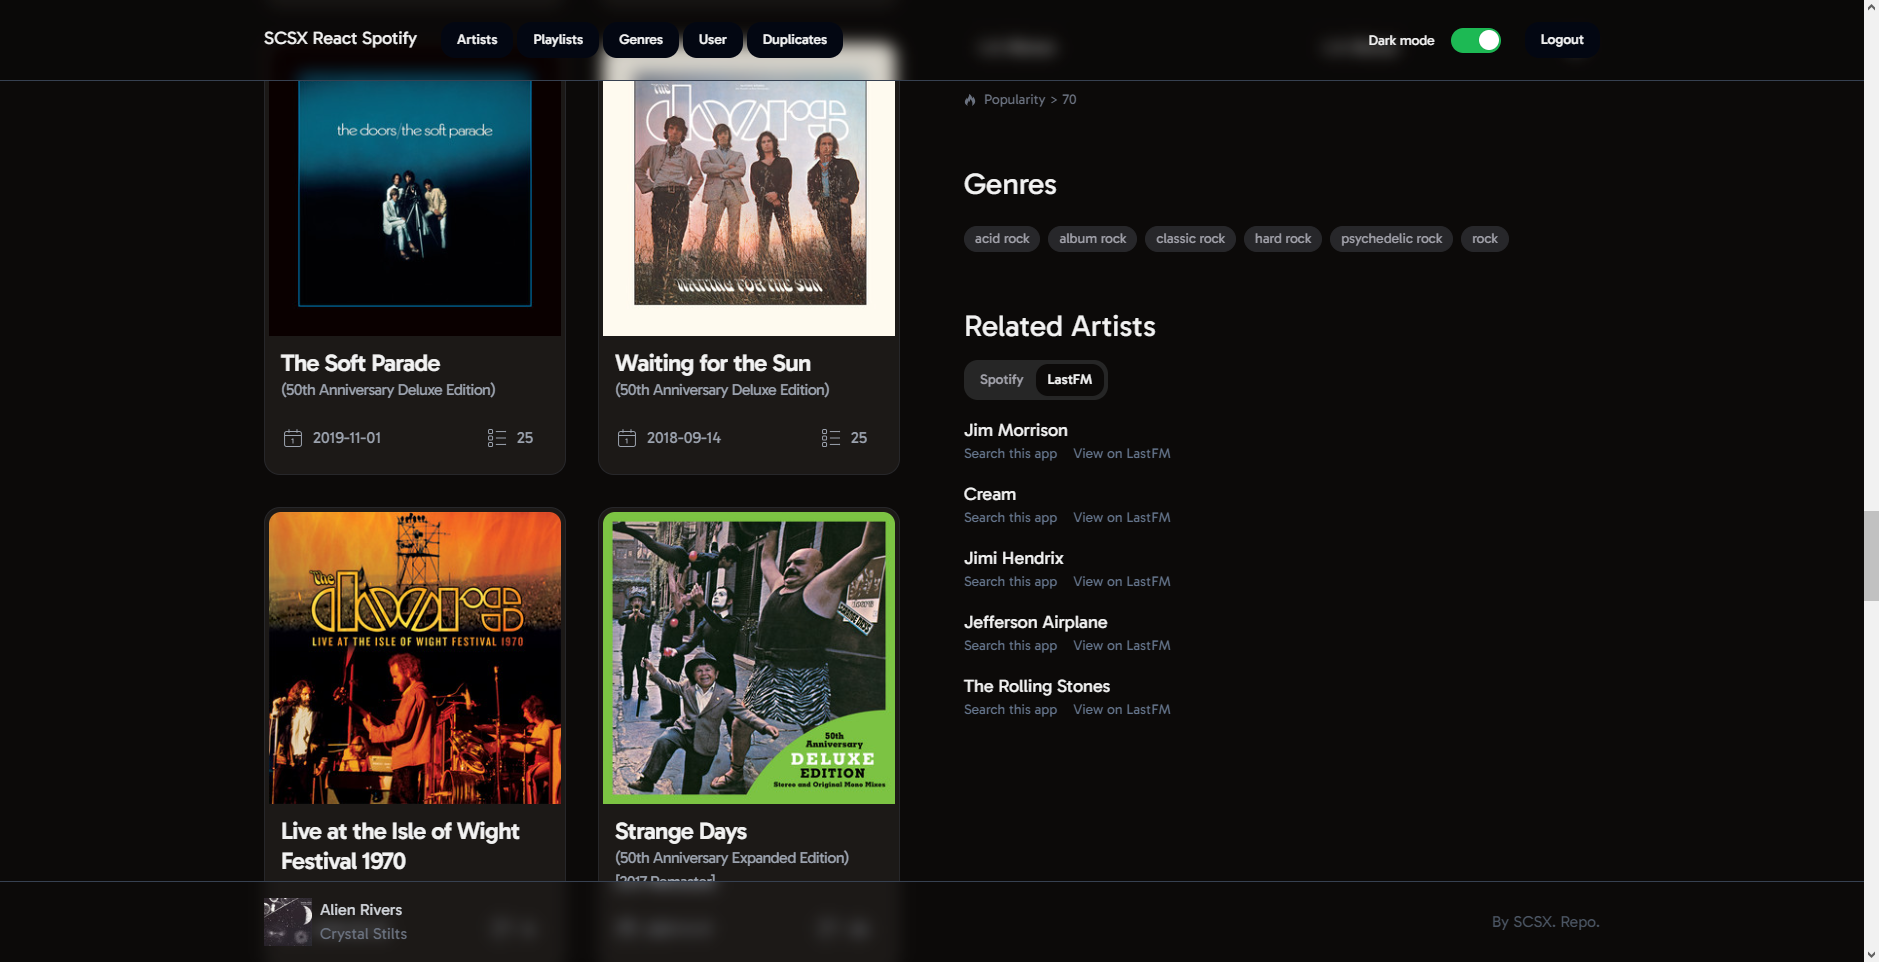 SCSX React Spotify
Artists
Playlists
Genres
User
Duplicates
Dark mode
Logout
the doors/the soft parade
The Soft Parade
(50th Anniversary Deluxe Edition)
1
2019-11-01
25
THE
doors
WAITING FOR THE SUN
Waiting for the Sun
(50th Anniversary Deluxe Edition)
1
2018-09-14
25
THE
doors
LIVE AT THE ISLE OF WIGHT FESTIVAL 1970
Live at the Isle of Wight
Festival 1970
50th
Anniversary
DELUXE
EDITION
Stereo and Original Mono Mixes
Strange Days
(50th Anniversary Expanded Edition)
[2017 Remaster]
Popularity > 70
Genres
acid rock
album rock
classic rock
hard rock
psychedelic rock
rock
Related Artists
Spotify
LastFM
Jim Morrison
Search this app View on LastFM
Cream
Search this app View on LastFM
Jimi Hendrix
Search this app View on LastFM
Jefferson Airplane
Search this app View on LastFM
The Rolling Stones
Search this app View on LastFM
Alien Rivers
Crystal Stilts
By SCSX. Repo.